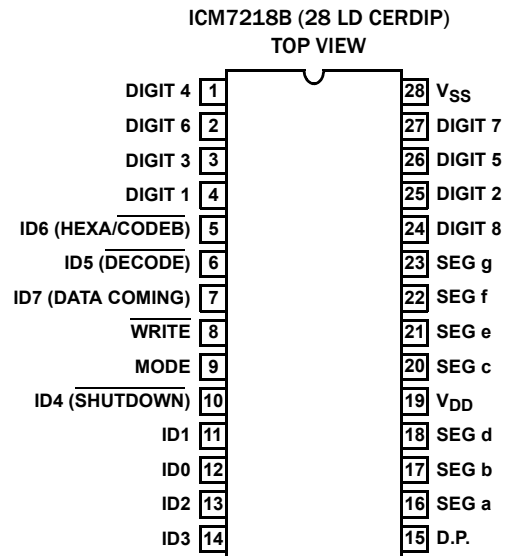 ICM7218B (28 LD CERDIP)
TOP VIEW
DIGIT 4 1 28 VSS
DIGIT 6 2 27 DIGIT 7
DIGIT 3 3 26 DIGIT 5
DIGIT 1 4 25 DIGIT 2
ID6 (HEXA/CODEB) 5 24 DIGIT 8
ID5 (DECODE) 6 23 SEG g
ID7 (DATA COMING) 7 22 SEG f
WRITE 8 21 SEG e
MODE 9 20 SEG c
ID4 (SHUTDOWN) 10 19 VDD
ID1 11 18 SEG d
ID0 12 17 SEG b
ID2 13 16 SEG a
ID3 14 15 D.P.